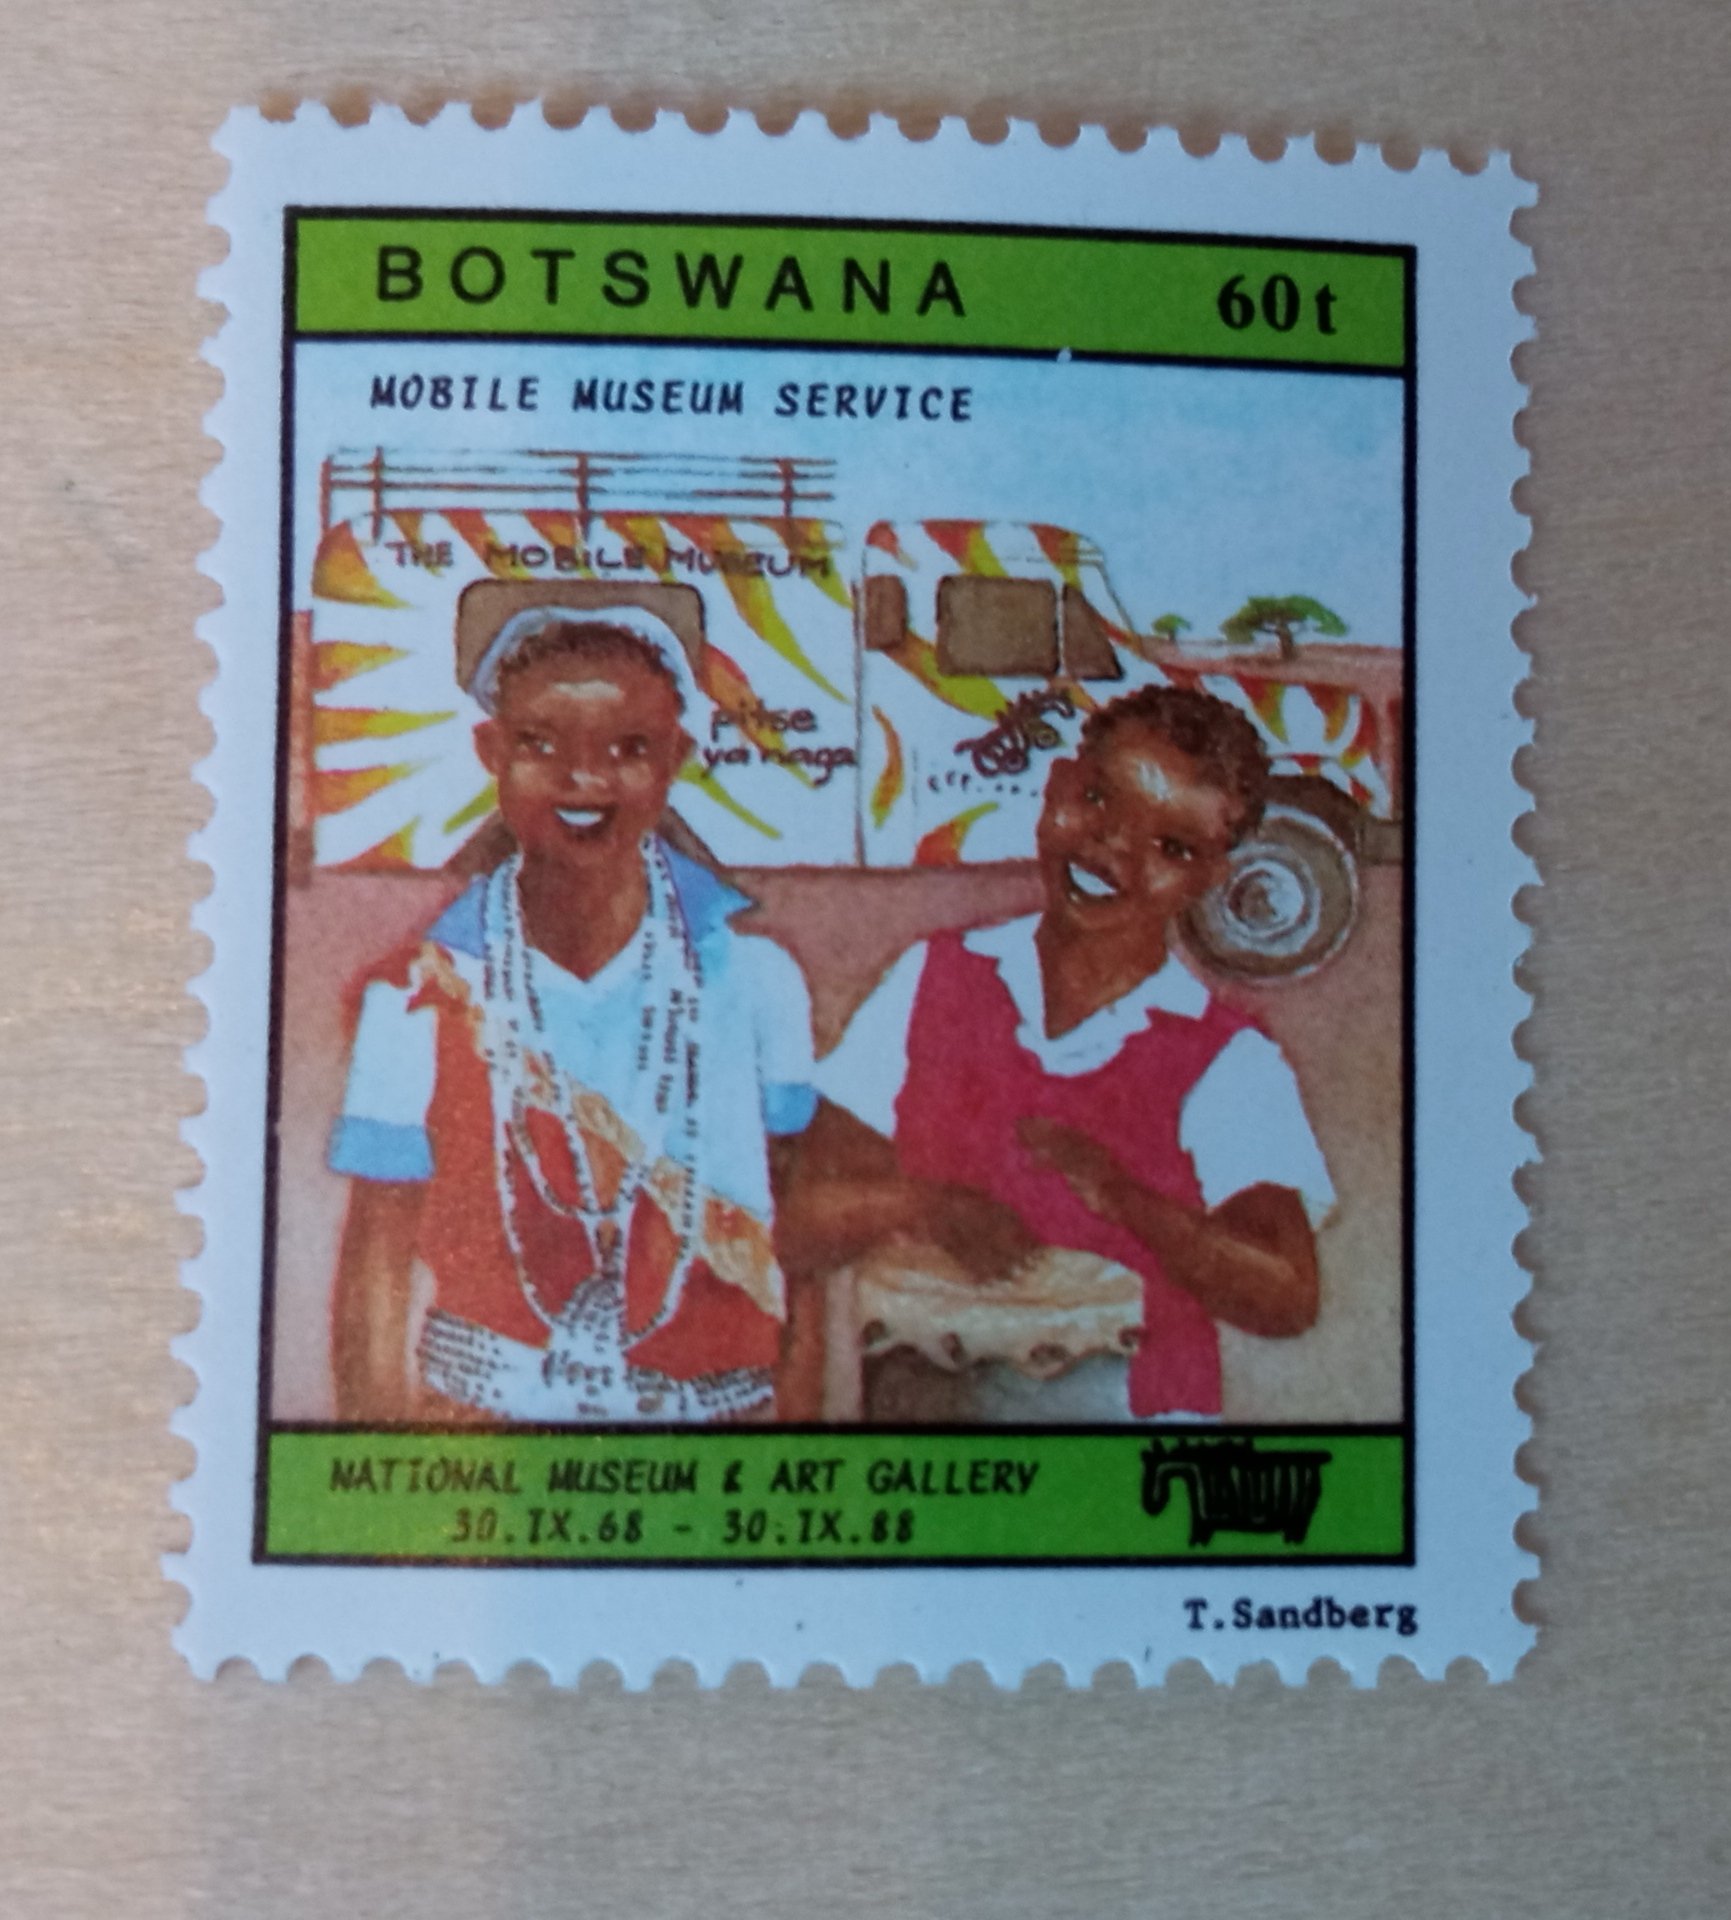 BOTSWANA 60t
MOBILE MUSEUM SERVICE
THE MOBILE MUSEUM
pitse
ya naga
NATIONAL MUSEUM & ART GALLERY
30.IX.68 - 30.IX.88
T.Sandberg